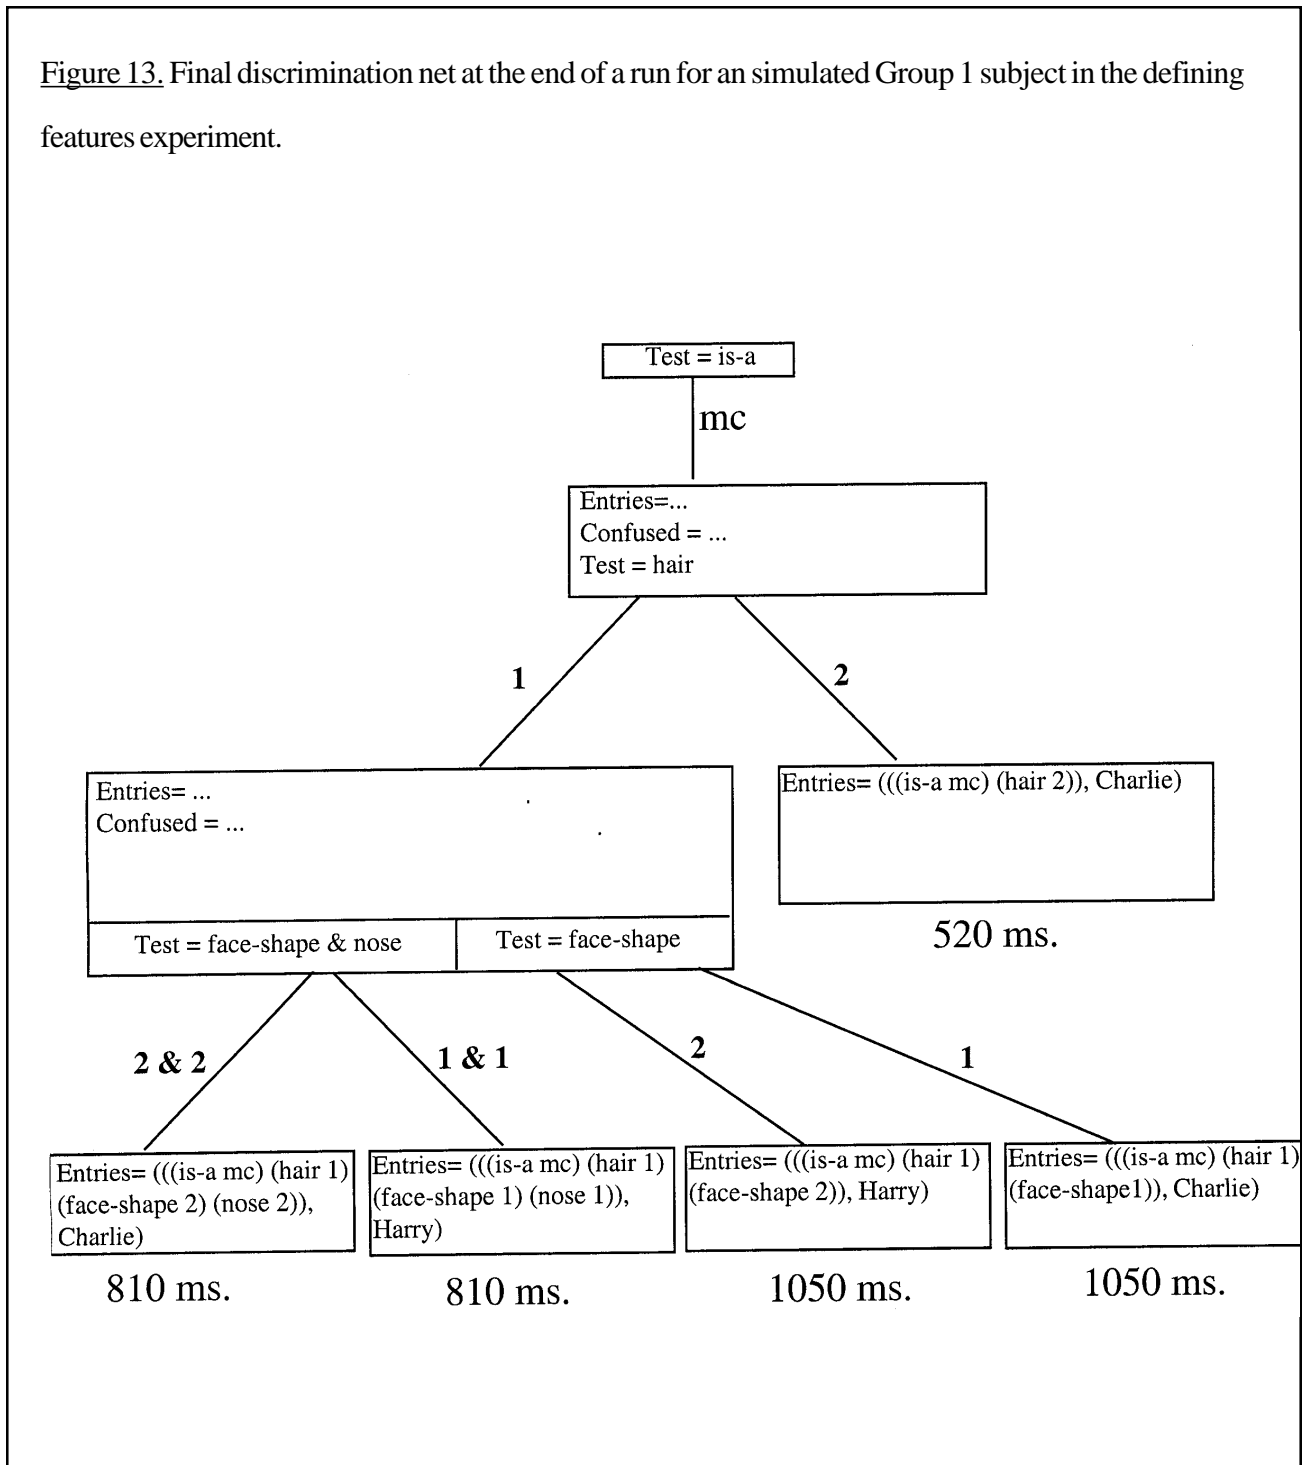 Figure 13. Final discrimination net at the end of a run for an simulated Group 1 subject in the defining
features experiment.
Test = is-a
mc
Entries=...
Confused = ...
Test = hair
1
2
Entries= ...
Confused = ...
Test = face-shape & nose
Test = face-shape
Entries= (((is-a mc) (hair 2)), Charlie)
520 ms.
2 & 2
1 & 1
2
1
Entries= (((is-a mc) (hair 1)
(face-shape 2) (nose 2)),
Charlie)
810 ms.
Entries= (((is-a mc) (hair 1)
(face-shape 1) (nose 1)),
Harry)
810 ms.
Entries= (((is-a mc) (hair 1)
(face-shape 2)), Harry)
1050 ms.
Entries= (((is-a mc) (hair 1)
(face-shape1)), Charlie)
1050 ms.